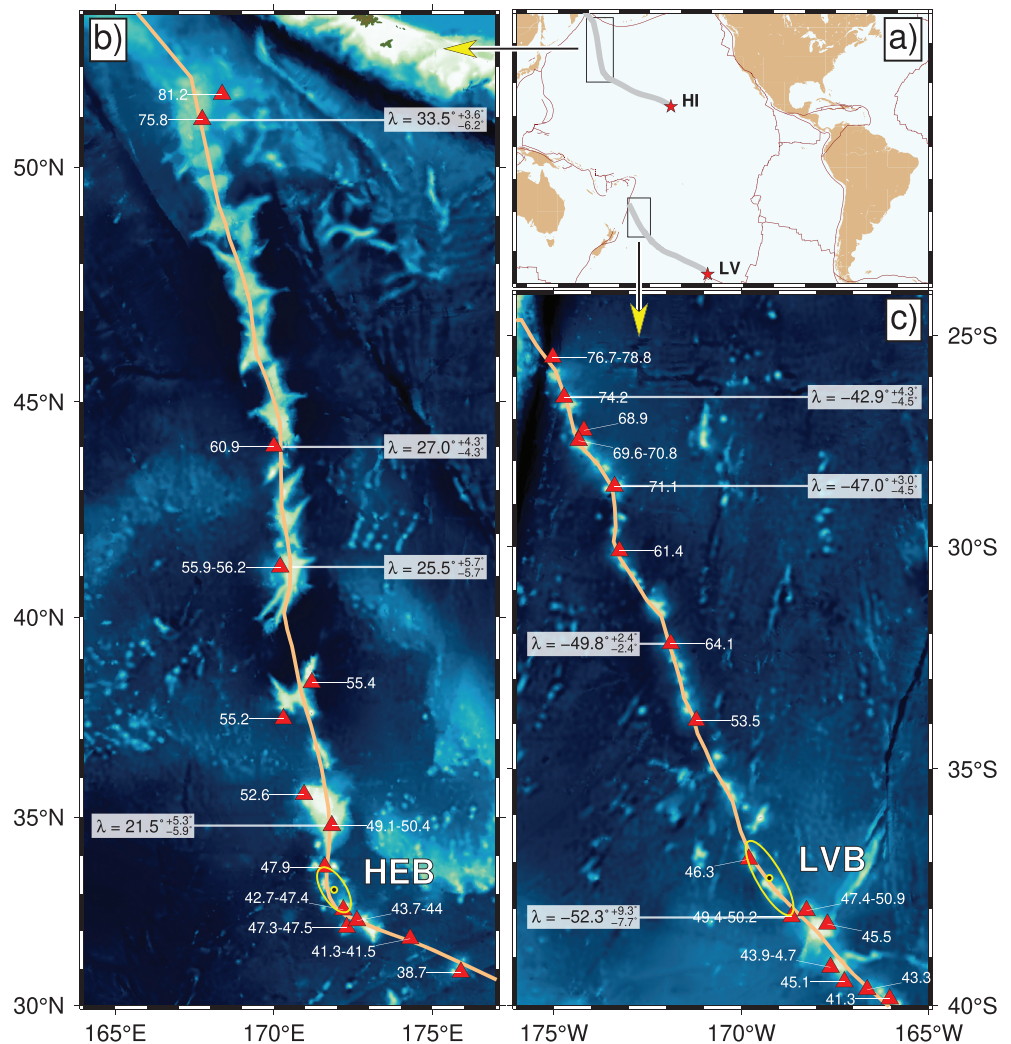 b)
81.2
75.8
λ = 33.5° +3.6° −6.2°
50°N
45°N
60.9
λ = 27.0° +4.3° −4.3°
55.9-56.2
λ = 25.5° +5.7° −5.7°
40°N
55.4
55.2
52.6
35°N
λ = 21.5° +5.3° −5.9°
49.1-50.4
47.9
HEB
42.7-47.4
43.7-44
47.3-47.5
41.3-41.5
38.7
30°N
165°E
170°E
175°E
a)
HI
LV
c)
25°S
76.7-78.8
74.2
λ = −42.9° +4.3° −4.5°
68.9
69.6-70.8
71.1
λ = −47.0° +3.0° −4.5°
30°S
61.4
λ = −49.8° +2.4° −2.4°
64.1
53.5
35°S
46.3
LVB
47.4-50.9
λ = −52.3° +9.3° −7.7°
49.4-50.2
45.5
43.9-4.7
45.1
43.3
41.3
40°S
175°W
170°W
165°W